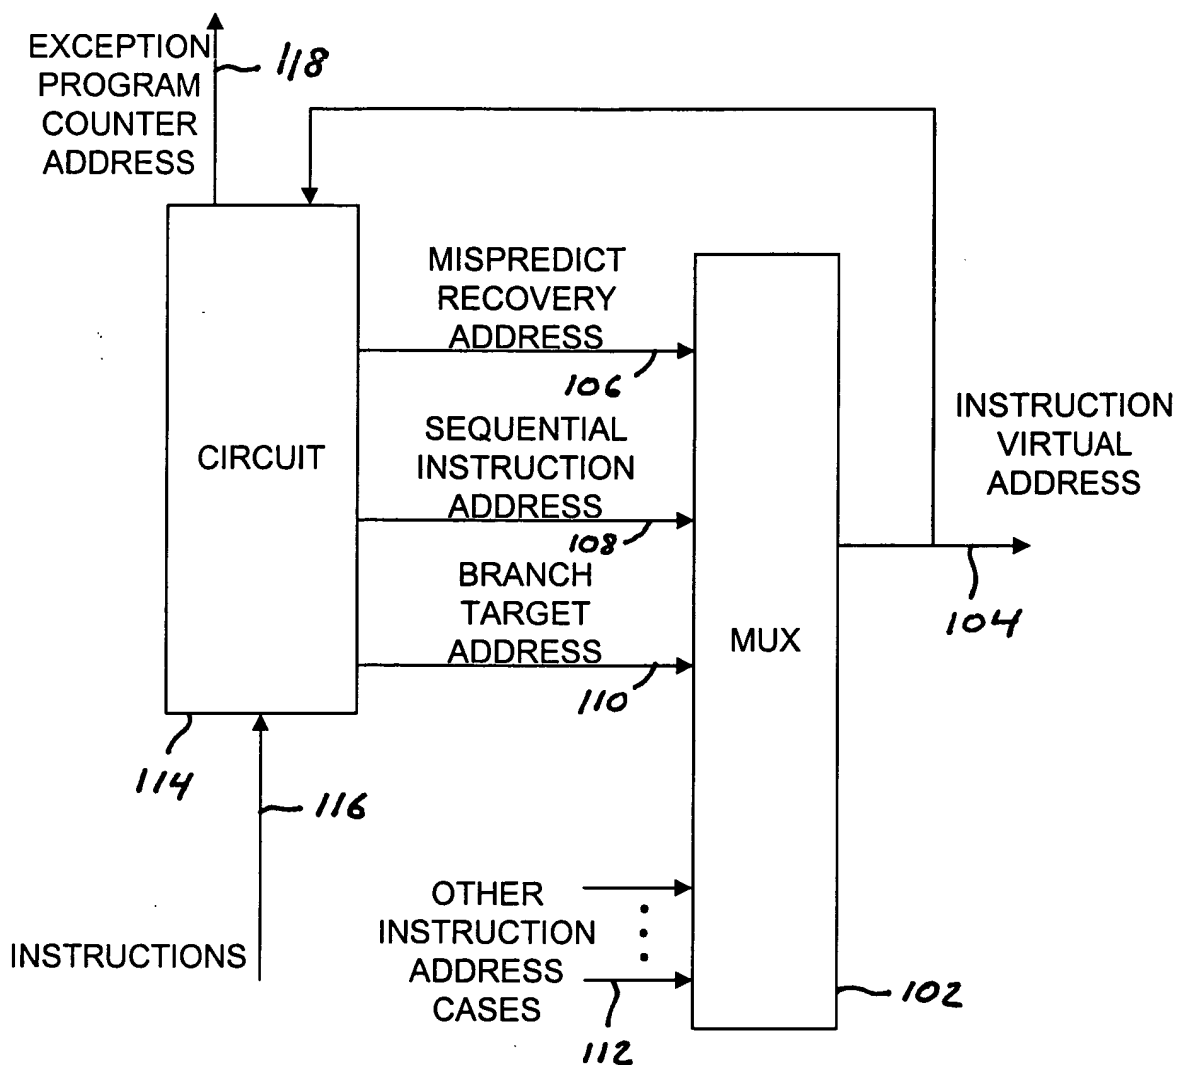 EXCEPTION
PROGRAM
COUNTER
ADDRESS
118
MISPREDICT
RECOVERY
ADDRESS
106
CIRCUIT
SEQUENTIAL
INSTRUCTION
ADDRESS
108
INSTRUCTION
VIRTUAL
ADDRESS
104
BRANCH
TARGET
ADDRESS
110
MUX
114
116
INSTRUCTIONS
OTHER
INSTRUCTION
ADDRESS
CASES
112
102